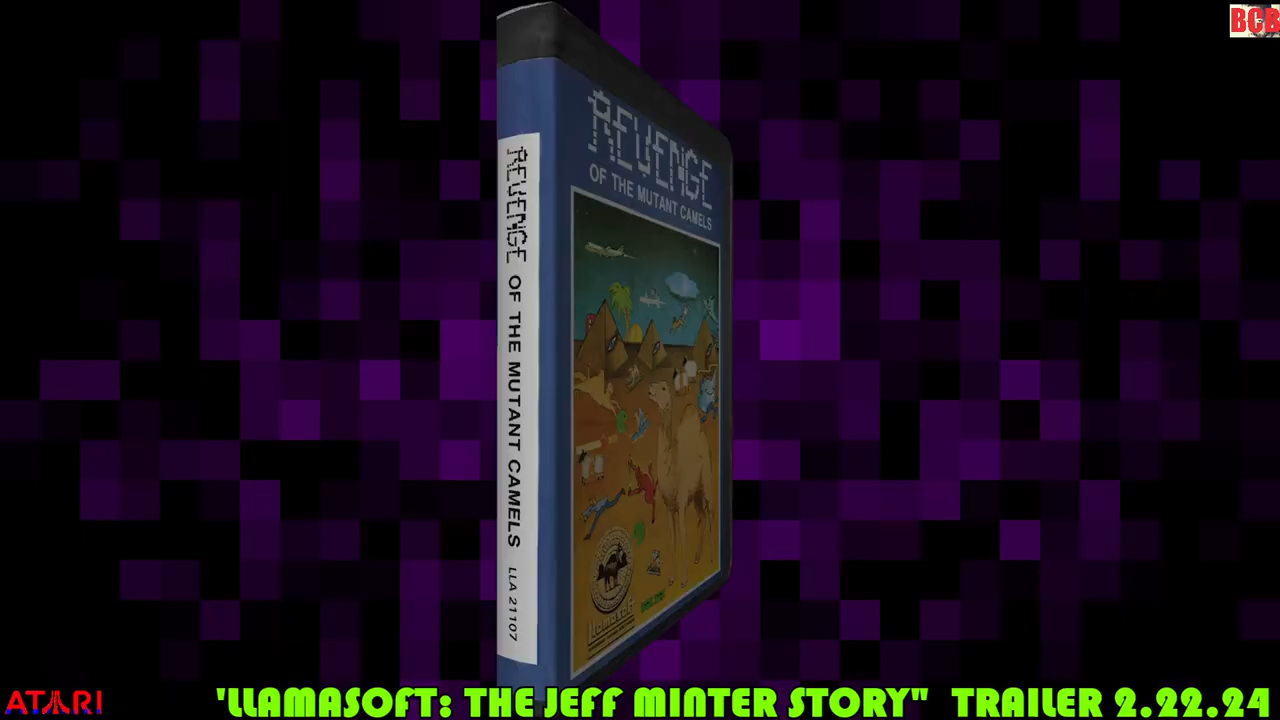 BCB
REVENGE
OF THE MUTANT CAMELS
REVENGE OF THE MUTANT CAMELS LLA 21107
Llamasoft
ATARI
'LLAMASOFT: THE JEFF MINTER STORY" TRAILER 2.22.24